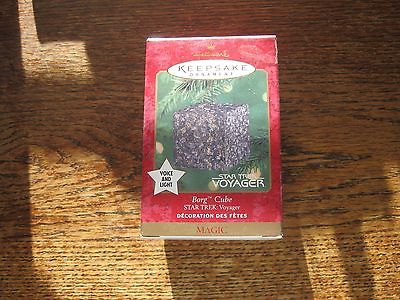 Hallmark
KEEPSAKE
ORNAMENT
VOICE
AND
LIGHT
STAR TREK
VOYAGER
Borg™ Cube
STAR TREK: Voyager
DÉCORATION DES FÊTES
MAGIC